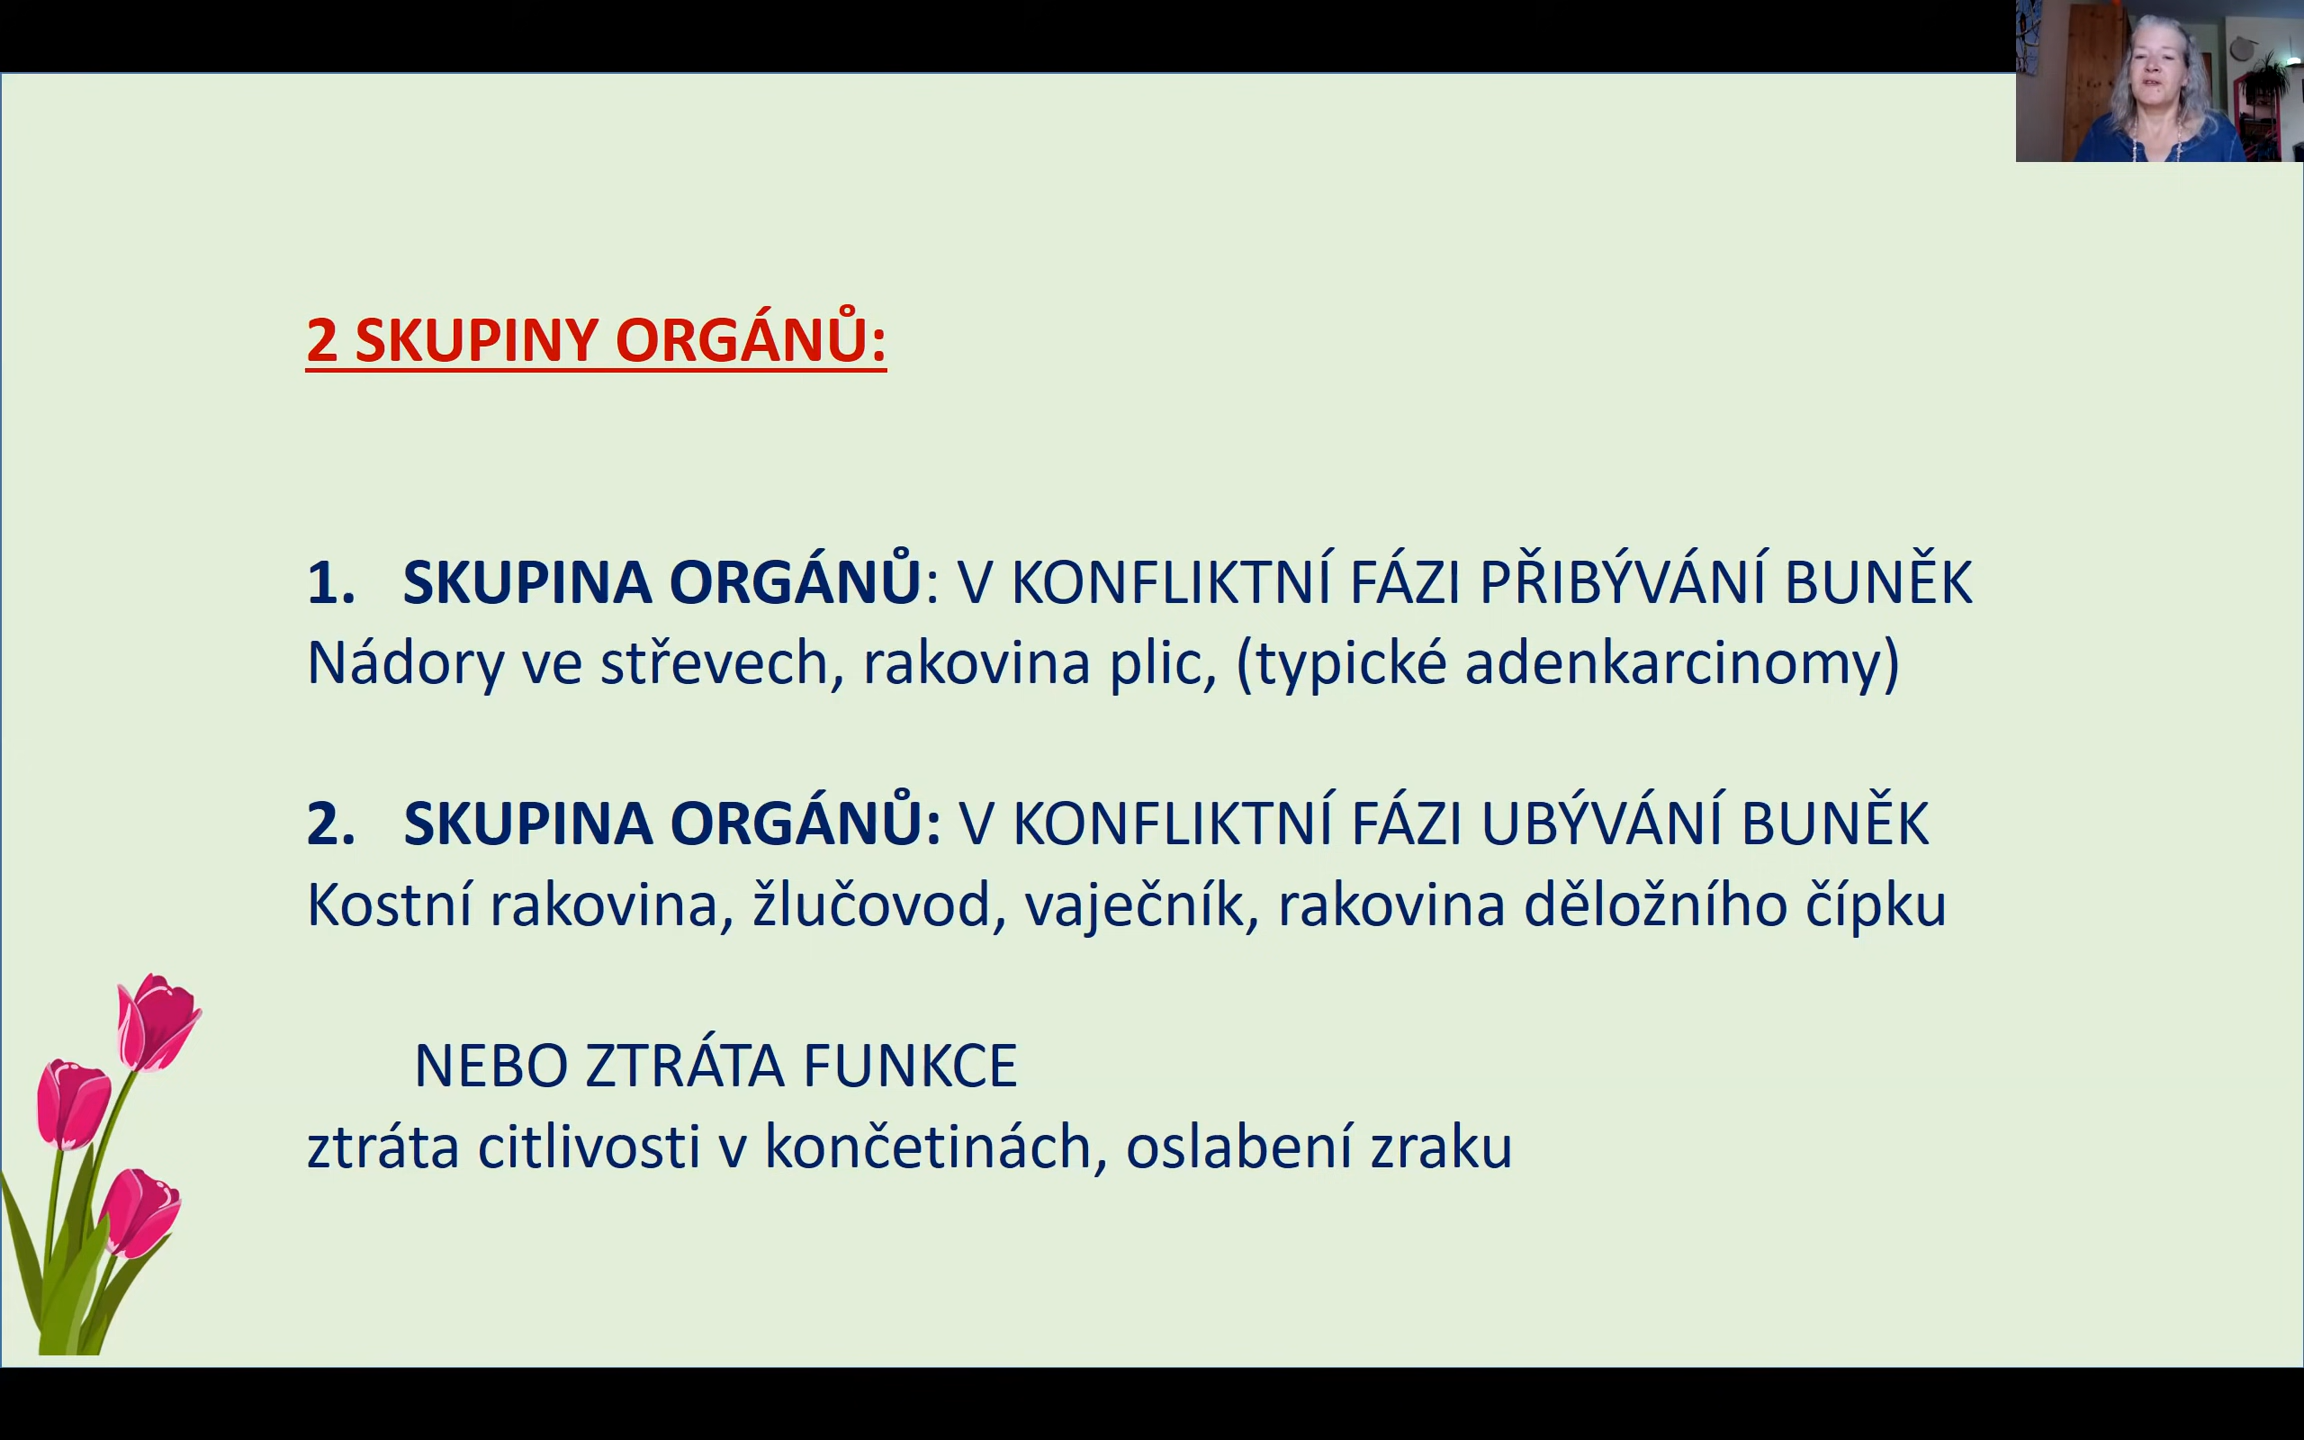 2 SKUPINY ORGÁNŮ:
1. SKUPINA ORGÁNŮ: V KONFLIKTNÍ FÁZI PŘIBÝVÁNÍ BUNĚK
Nádory ve střevech, rakovina plic, (typické adenkarcinomy)
2. SKUPINA ORGÁNŮ: V KONFLIKTNÍ FÁZI UBÝVÁNÍ BUNĚK
Kostní rakovina, žlučovod, vaječník, rakovina děložního čípku
NEBO ZTRÁTA FUNKCE
ztráta citlivosti v končetinách, oslabení zraku